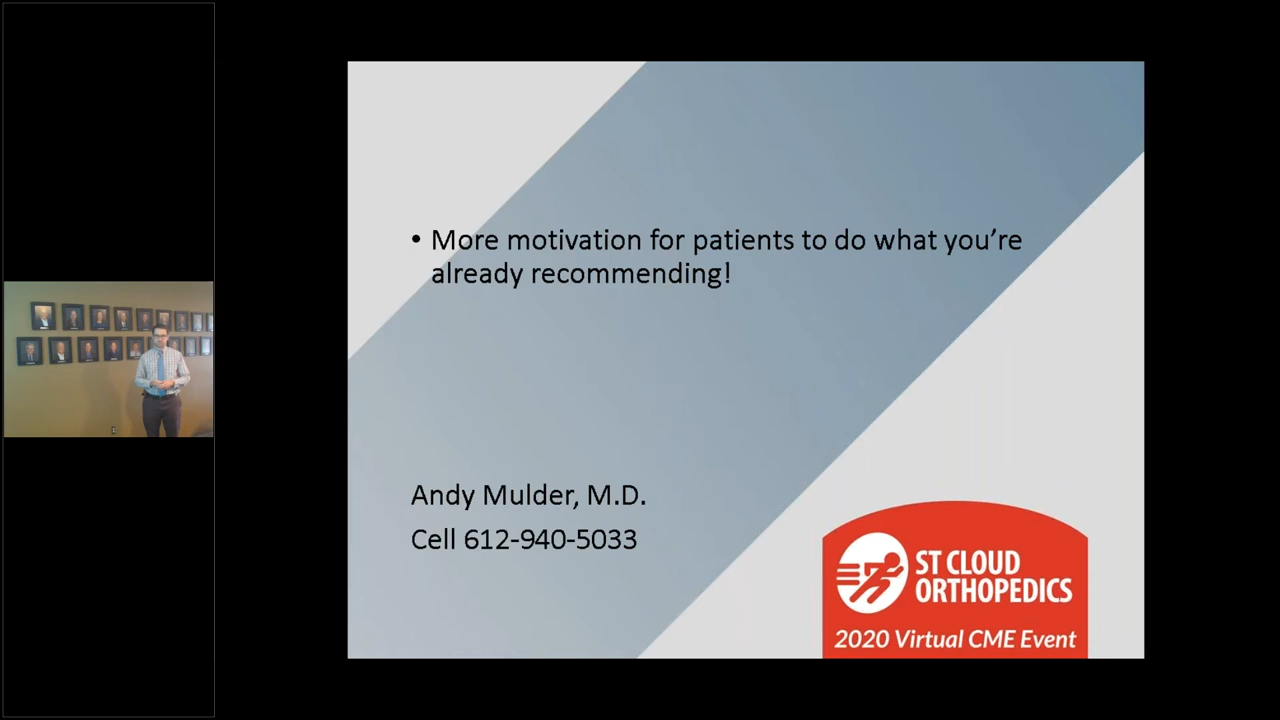 • More motivation for patients to do what you're
already recommending!
Andy Mulder, M.D.
Cell 612-940-5033
ST CLOUD
ORTHOPEDICS
2020 Virtual CME Event